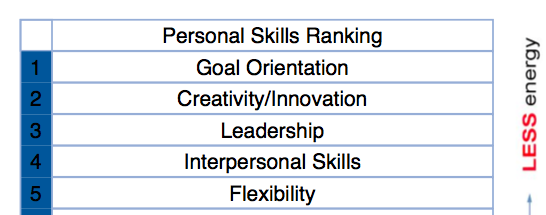 Personal Skills Ranking
1 Goal Orientation
2 Creativity/Innovation
3 Leadership
4 Interpersonal Skills
5 Flexibility
LESS energy